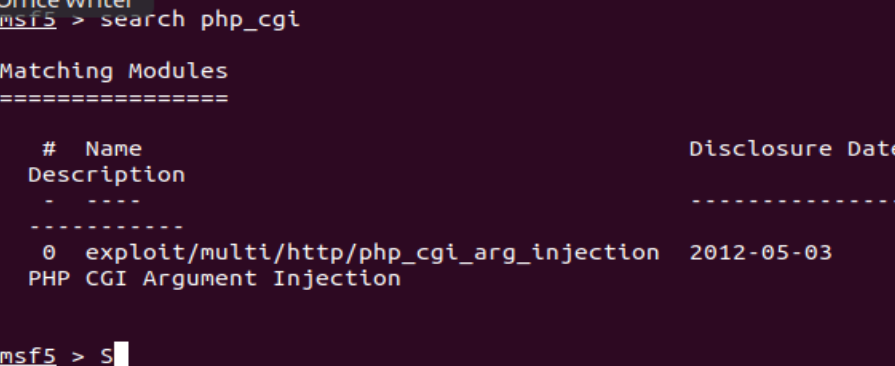 Office Writer
msf5 > search php_cgi
Matching Modules
================
# Name Disclosure Date
Description
- ---- ---------------
-----------
0 exploit/multi/http/php_cgi_arg_injection 2012-05-03
PHP CGI Argument Injection
msf5 > S